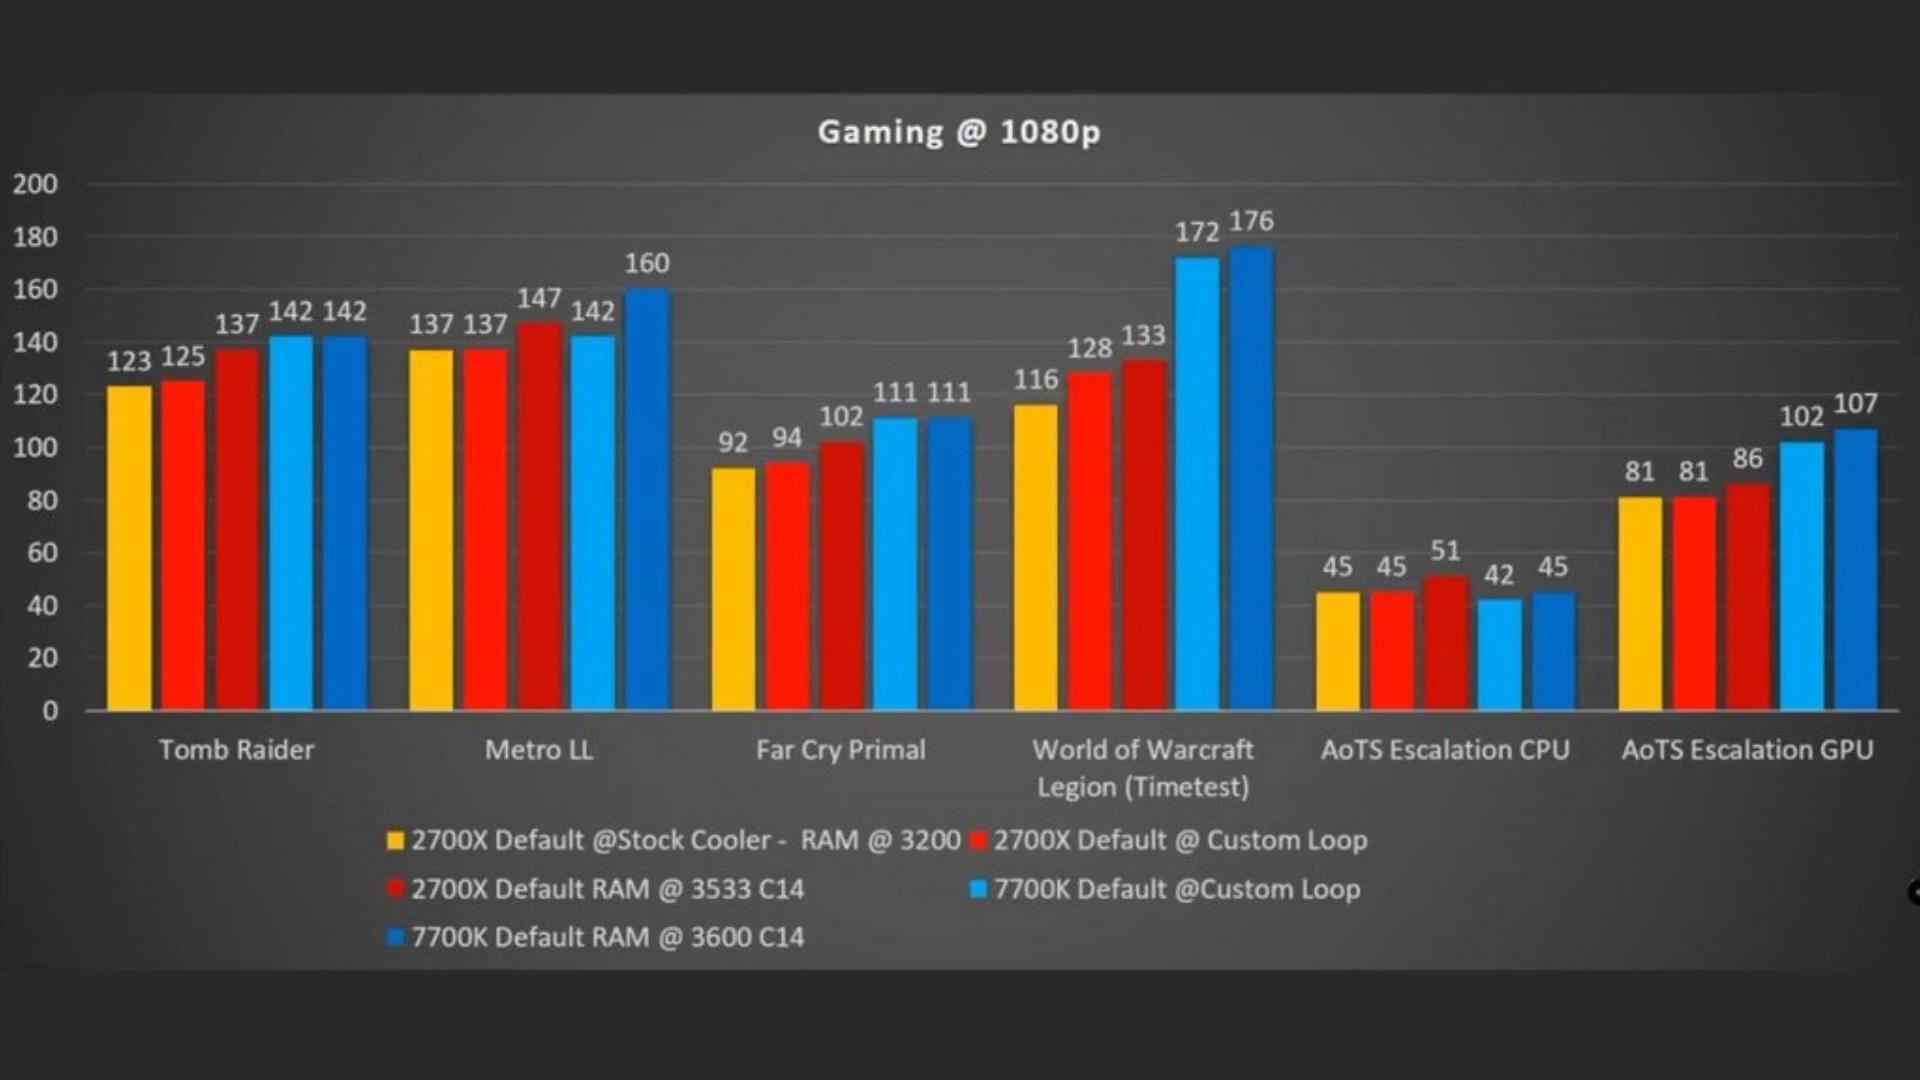 Gaming @ 1080p
200
180
160
140
120
100
80
60
40
20
0
123 125 137 142 142
137 137 147 142 160
92 94 102 111 111
116 128 133 172 176
45 45 51 42 45
81 81 86 102 107
Tomb Raider
Metro LL
Far Cry Primal
World of Warcraft
Legion (Timetest)
AoTS Escalation CPU
AoTS Escalation GPU
2700X Default @Stock Cooler - RAM @ 3200
2700X Default @ Custom Loop
2700X Default RAM @ 3533 C14
7700K Default @Custom Loop
7700K Default RAM @ 3600 C14